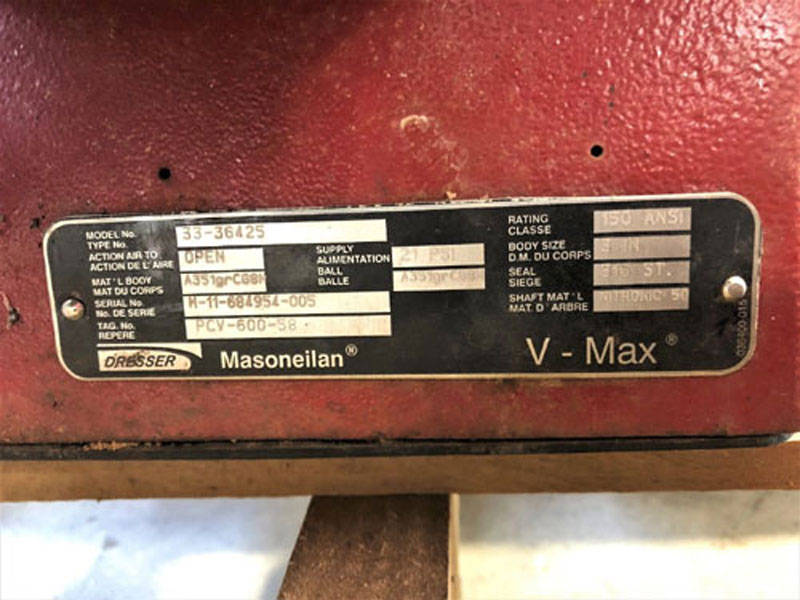 MODEL No. 33-36425
TYPE No.
ACTION AIR TO OPEN
ACTION DE L'AIRE
SUPPLY 21 PSI
ALIMENTATION
MAT'L BODY A351grCG8M
MAT DU CORPS
BALL A351grCG8M
BALLE
SERIAL No. M-11-684954-005
No. DE SERIE
TAG. No. PCV-600-58
REPERE
RATING 150 ANSI
CLASSE
BODY SIZE 3 IN
D.M. DU CORPS
SEAL 316 ST.
SIEGE
SHAFT MAT'L NITRONIC 50
MAT. D'ARBRE
DRESSER Masoneilan® V - Max®